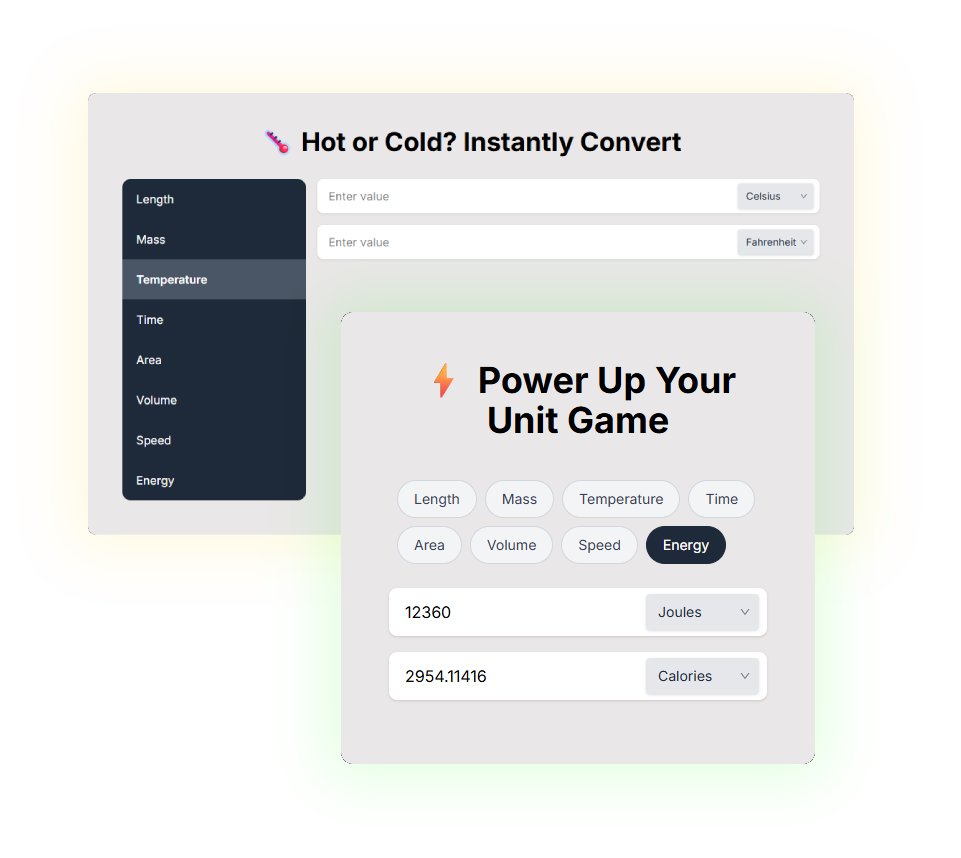 Hot or Cold? Instantly Convert
Length
Mass
Temperature
Time
Area
Volume
Speed
Energy
Enter value
Celsius
Enter value
Fahrenheit
Power Up Your
Unit Game
Length
Mass
Temperature
Time
Area
Volume
Speed
Energy
12360
Joules
2954.11416
Calories